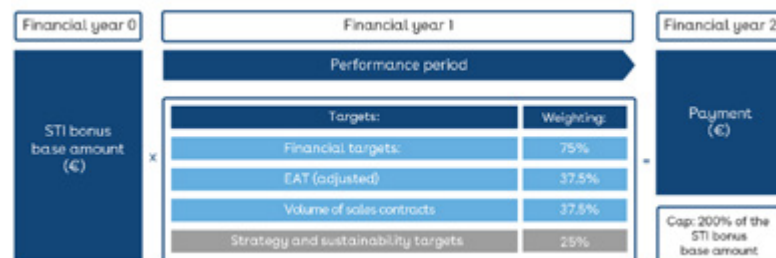 Financial year 0
Financial year 1
Financial year 2
Performance period
STI bonus
base amount
(€)
x
Targets:
Weighting:
Financial targets:
75%
EAT (adjusted)
37.5%
Volume of sales contracts
37.5%
Strategy and sustainability targets
25%
=
Payment
(€)
Cap: 200% of the
STI bonus
base amount